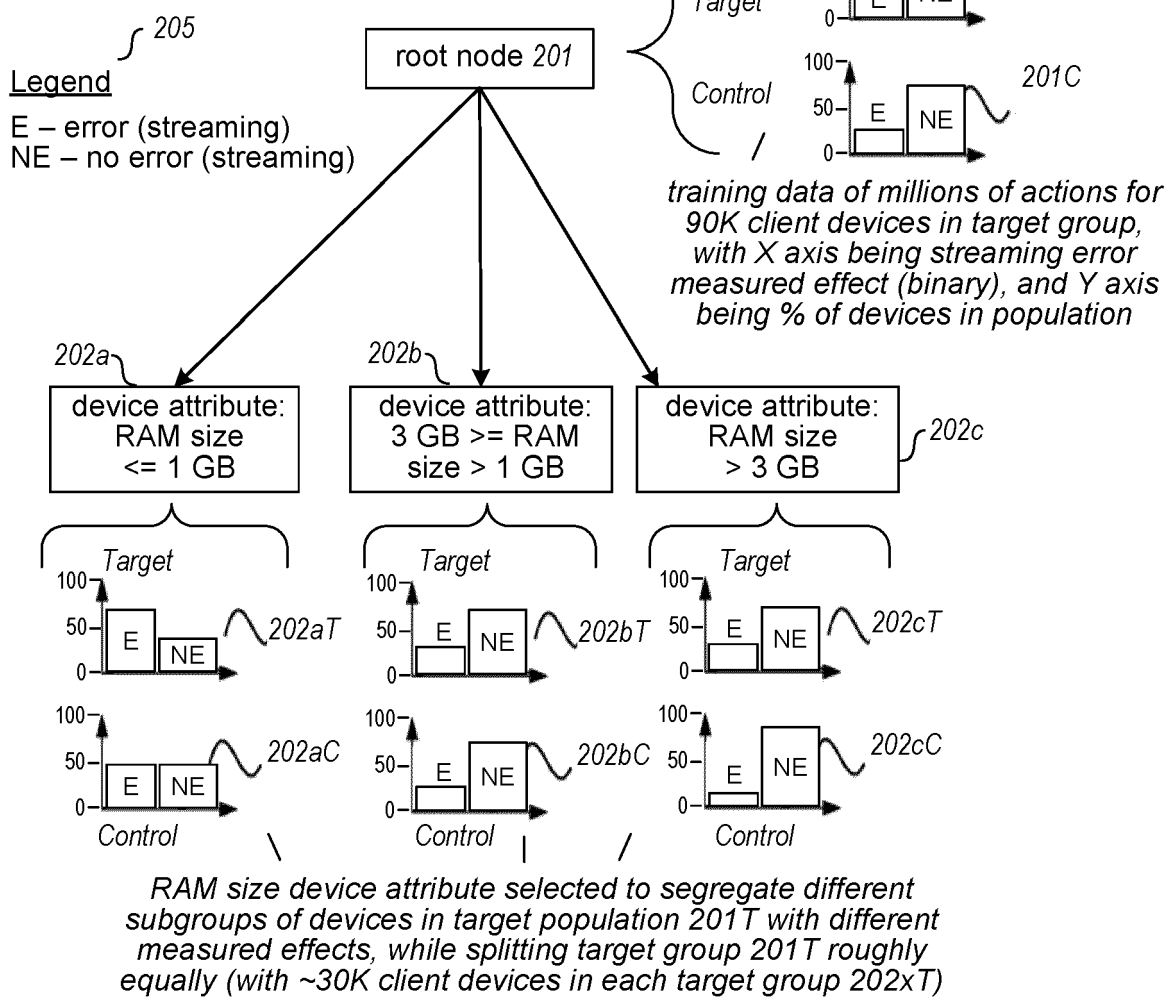 205
Legend
E – error (streaming)
NE – no error (streaming)
root node 201
Target
0
E
NE
Control
100
50
0
E
NE
201C
training data of millions of actions for
90K client devices in target group,
with X axis being streaming error
measured effect (binary), and Y axis
being % of devices in population
202a
device attribute:
RAM size
<= 1 GB
202b
device attribute:
3 GB >= RAM
size > 1 GB
device attribute:
RAM size
> 3 GB
202c
Target
100
50
0
E
NE
202aT
Target
100
50
0
E
NE
202bT
Target
100
50
0
E
NE
202cT
100
50
0
E
NE
202aC
Control
100
50
0
E
NE
202bC
Control
100
50
0
E
NE
202cC
Control
RAM size device attribute selected to segregate different
subgroups of devices in target population 201T with different
measured effects, while splitting target group 201T roughly
equally (with ~30K client devices in each target group 202xT)